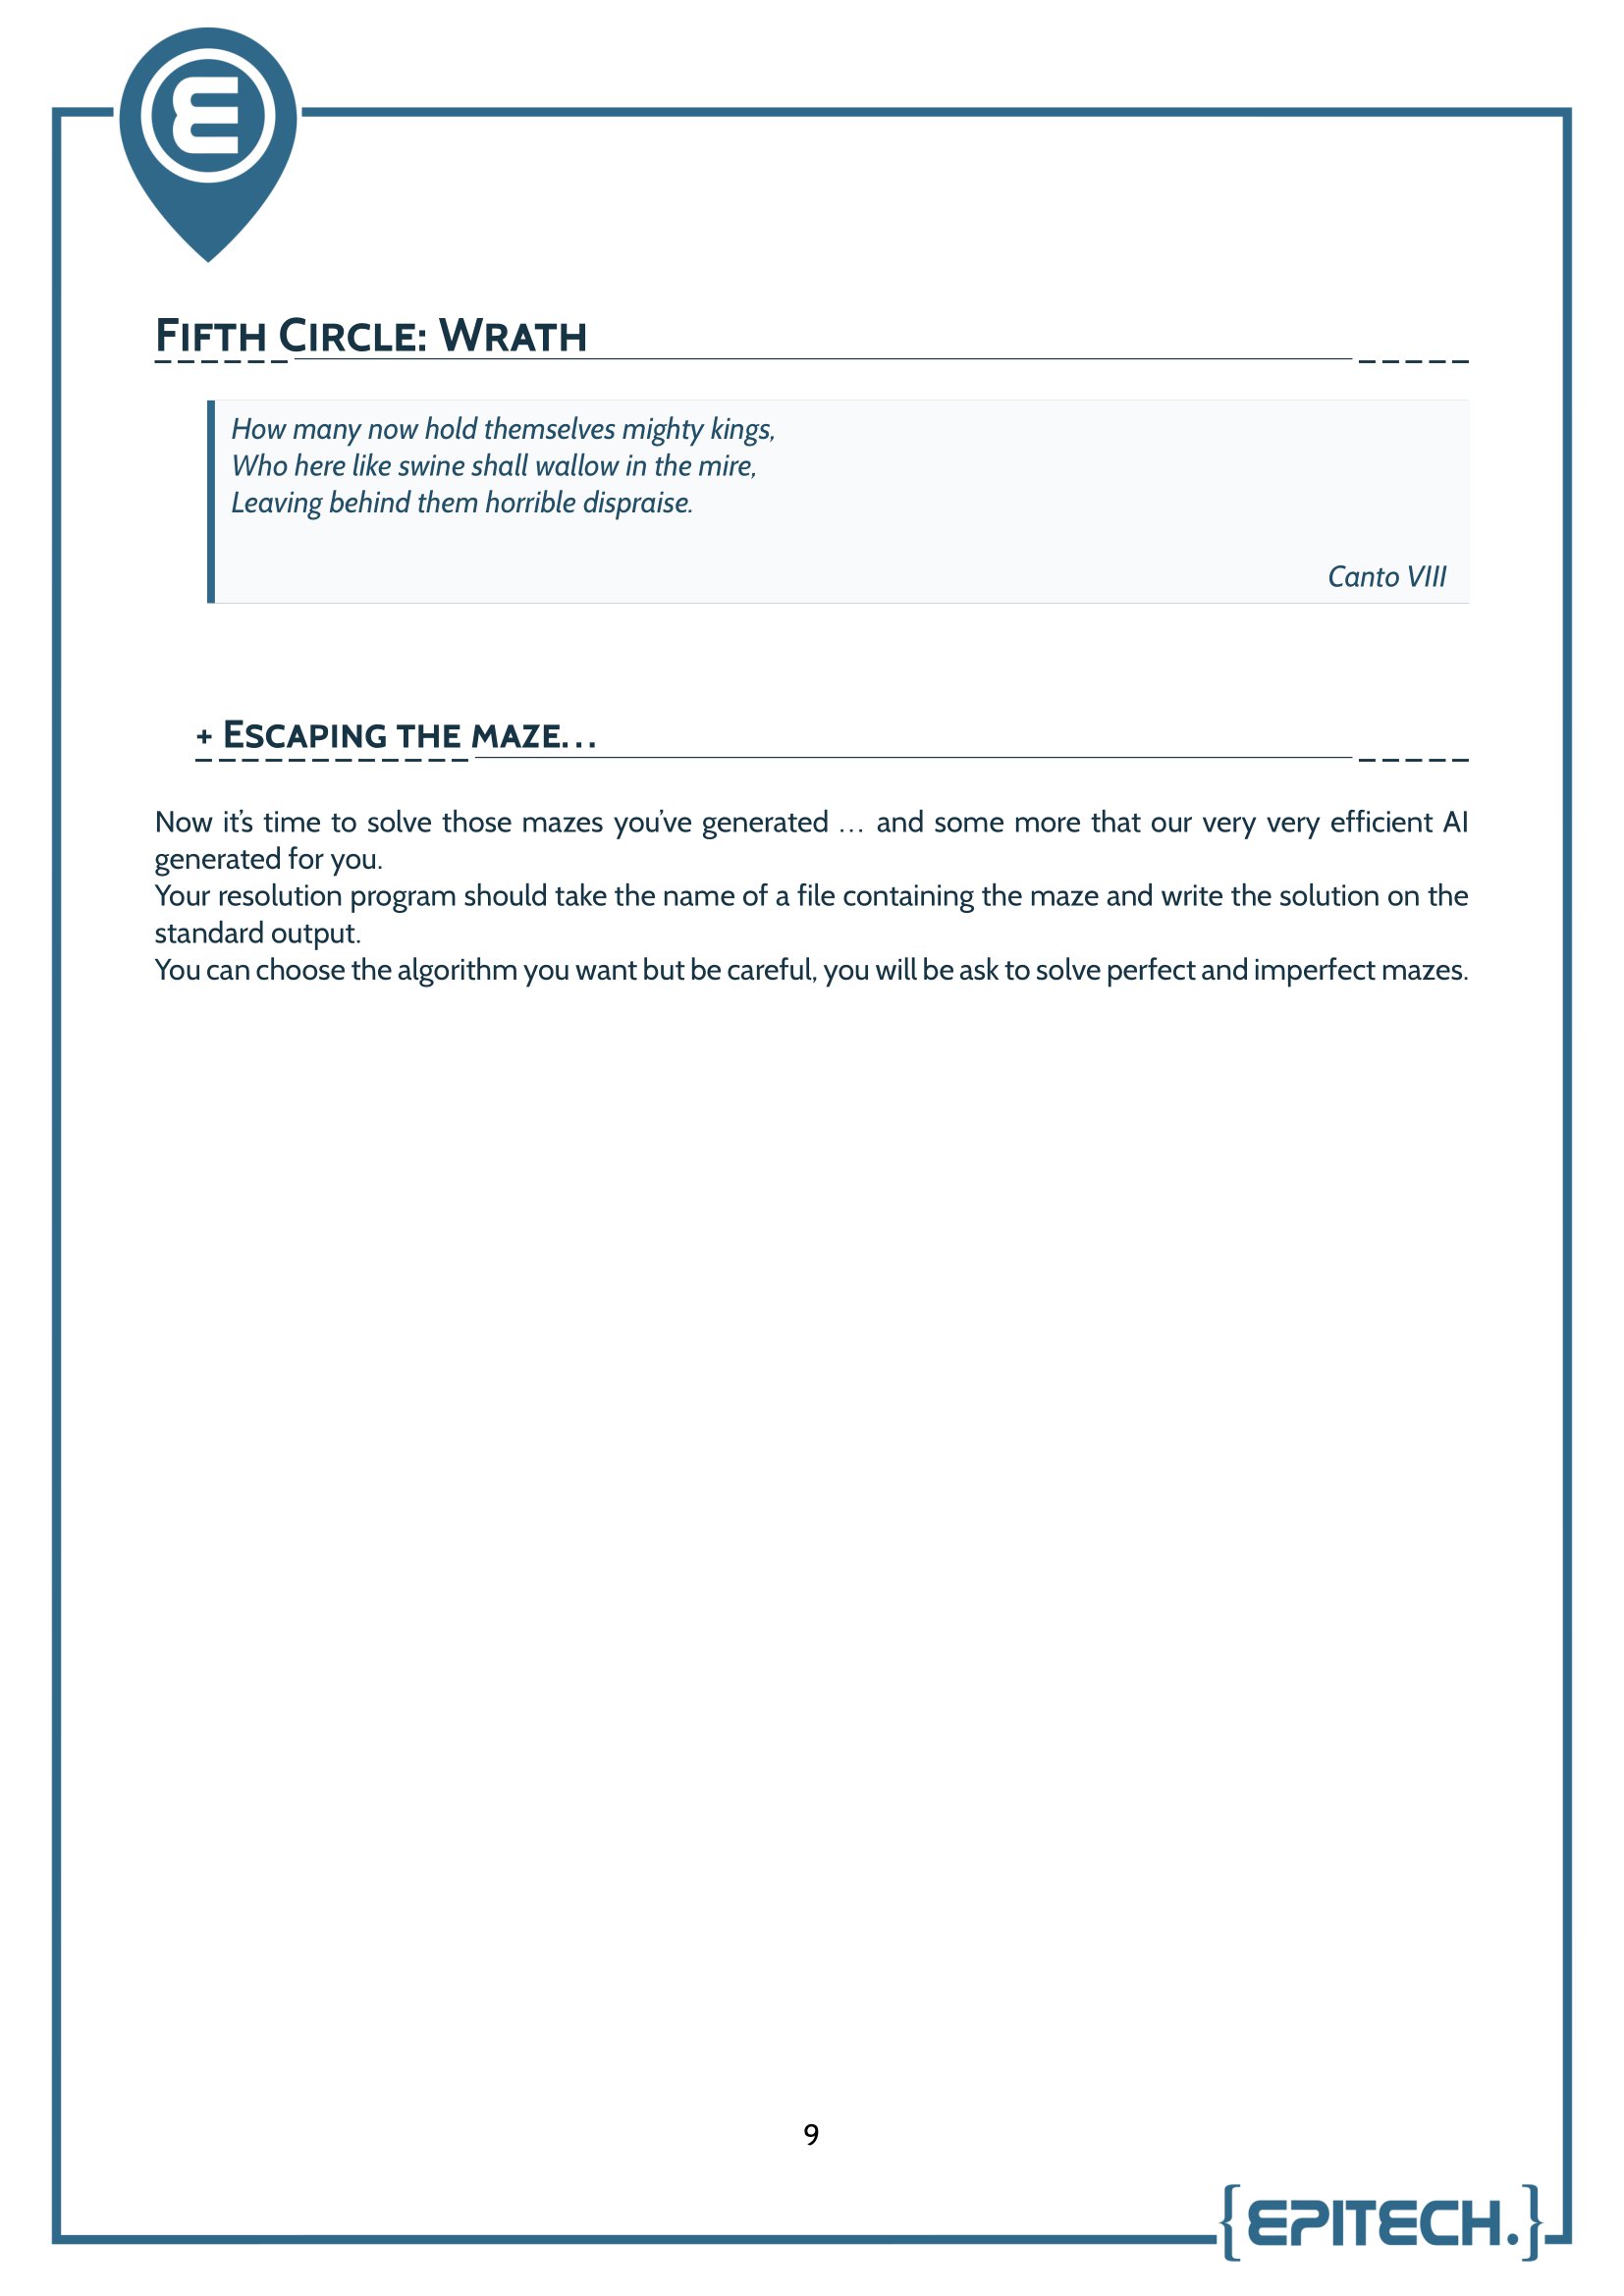 FIFTH CIRCLE: WRATH
How many now hold themselves mighty kings,
Who here like swine shall wallow in the mire,
Leaving behind them horrible dispraise.
Canto VIII
+ ESCAPING THE MAZE...
Now it's time to solve those mazes you've generated ... and some more that our very very efficient AI
generated for you.
Your resolution program should take the name of a file containing the maze and write the solution on the
standard output.
You can choose the algorithm you want but be careful, you will be ask to solve perfect and imperfect mazes.
9
{EPITECH.}